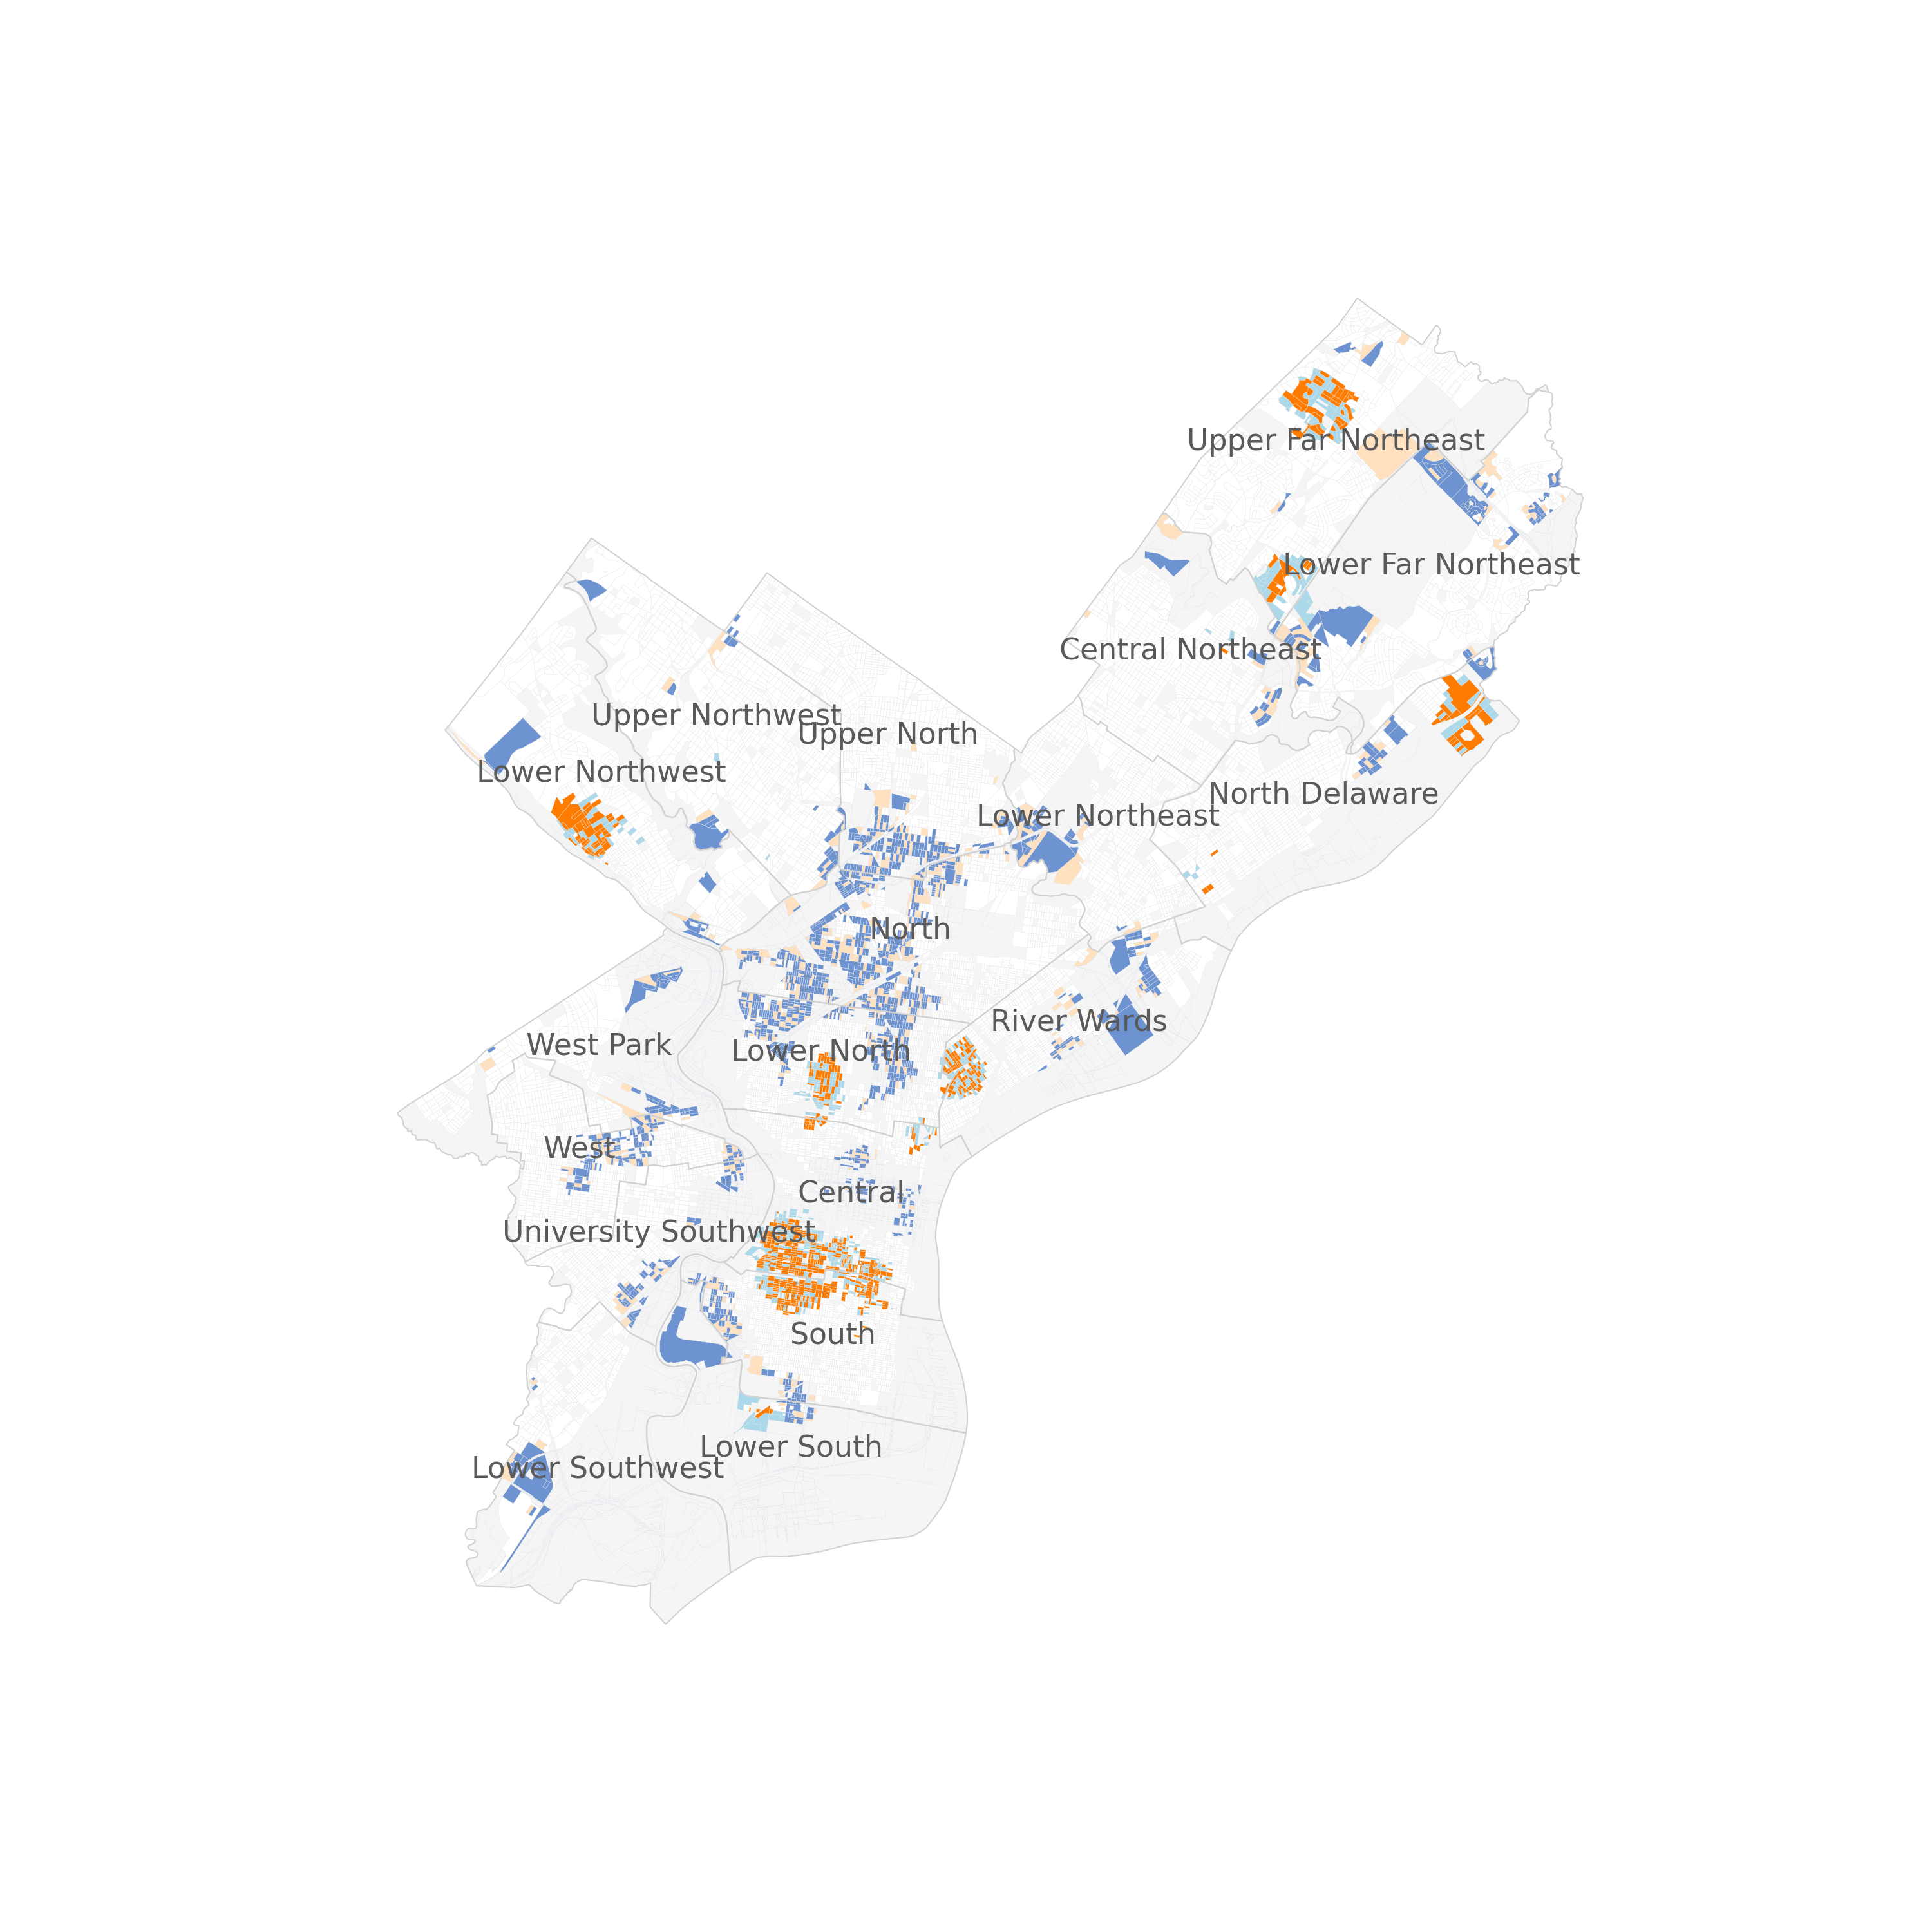 Upper Far Northeast
Lower Far Northeast
Central Northeast
Upper Northwest
Upper North
Lower Northwest
North Delaware
Lower Northeast
North
River Wards
West Park
Lower North
West
Central
University Southwest
South
Lower South
Lower Southwest